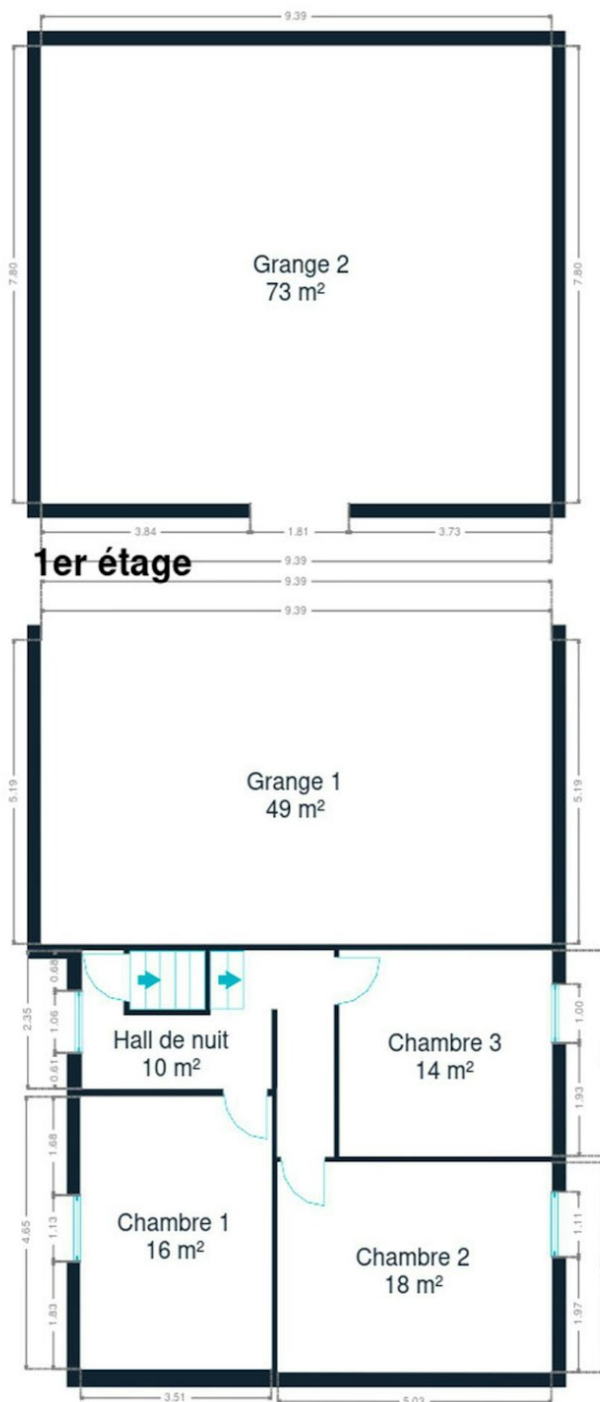 9.39
7.80
7.80
Grange 2
73 m²
3.84
1.81
3.73
9.39
1er étage
9.39
9.39
5.19
5.19
Grange 1
49 m²
0.68
2.35
1.06
1.00
Hall de nuit
10 m²
Chambre 3
14 m²
0.61
1.93
1.68
4.65
1.13
1.11
Chambre 1
16 m²
Chambre 2
18 m²
1.83
1.97
3.51
5.03